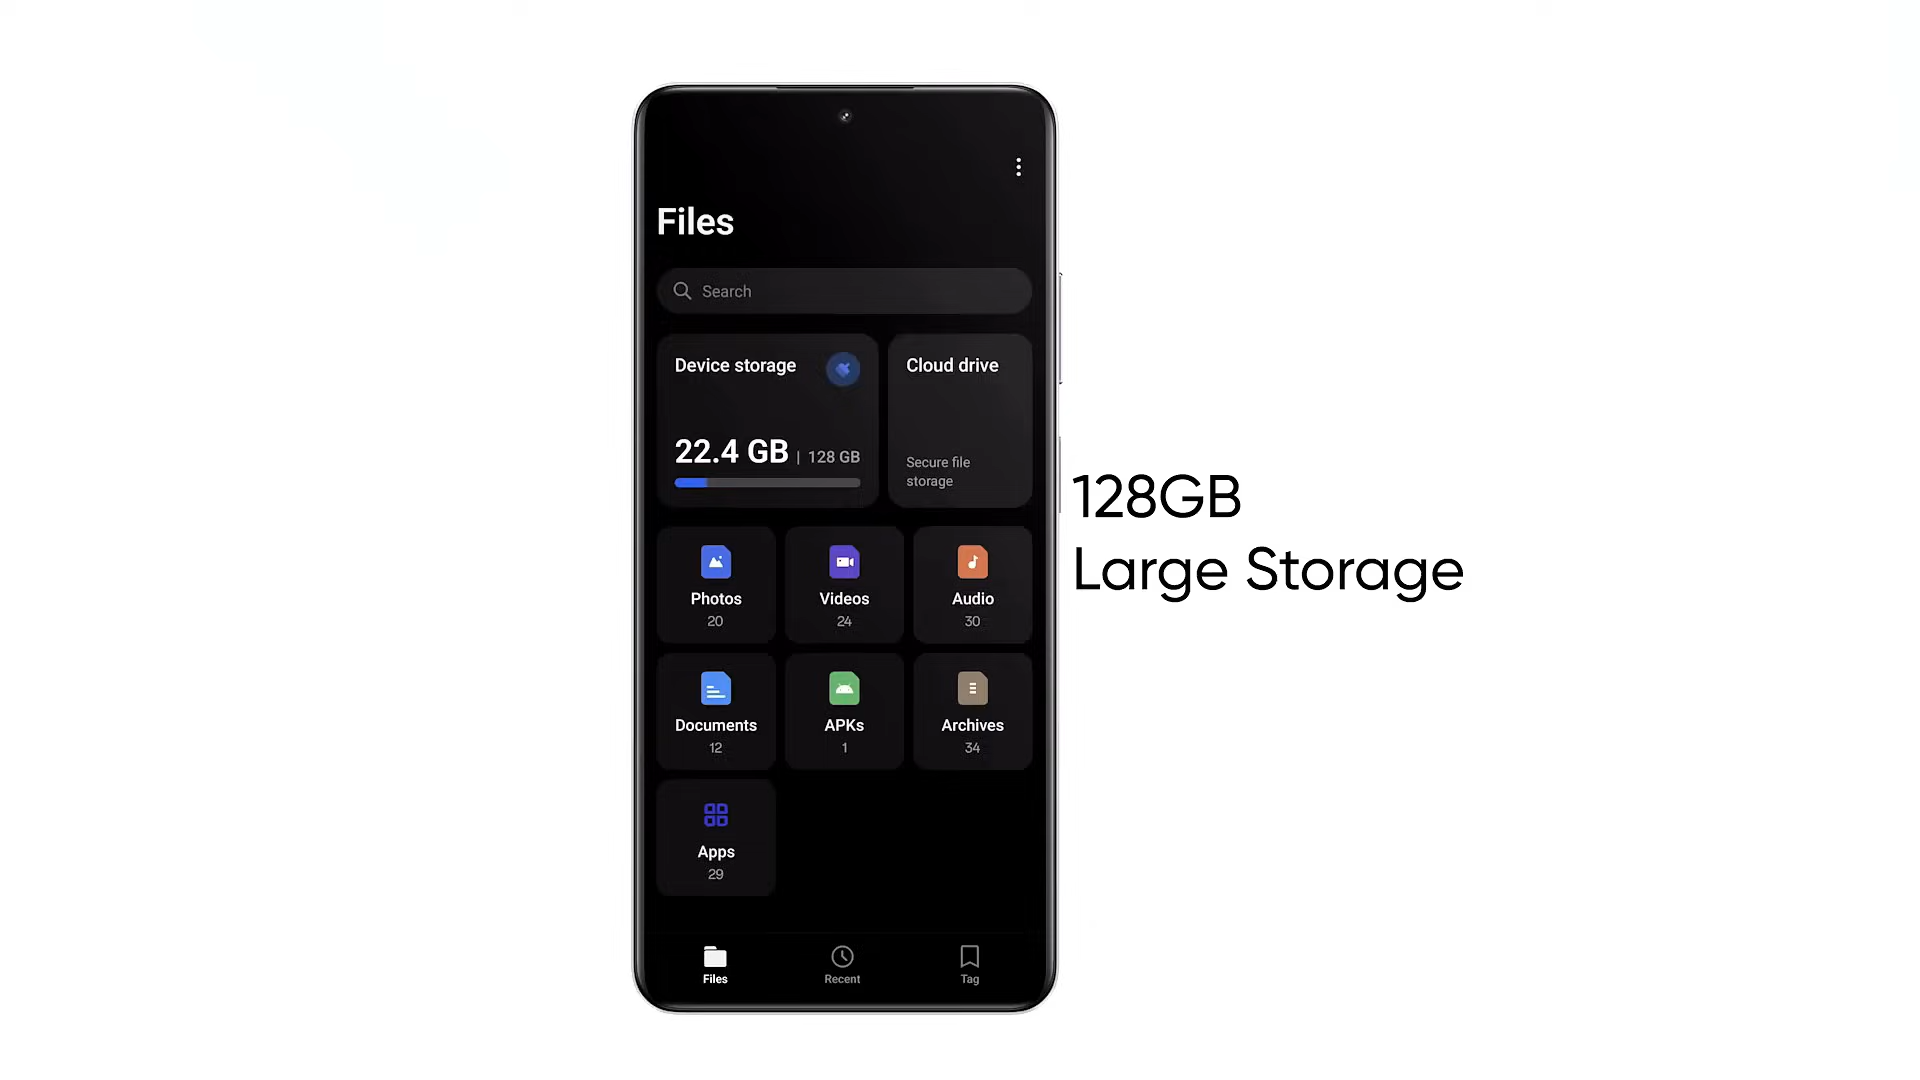 Files
Search
Device storage
22.4 GB | 128 GB
Cloud drive
Secure file
storage
128GB
Large Storage
Photos
20
Videos
24
Audio
30
Documents
12
APKs
1
Archives
34
Apps
29
Files
Recent
Tag